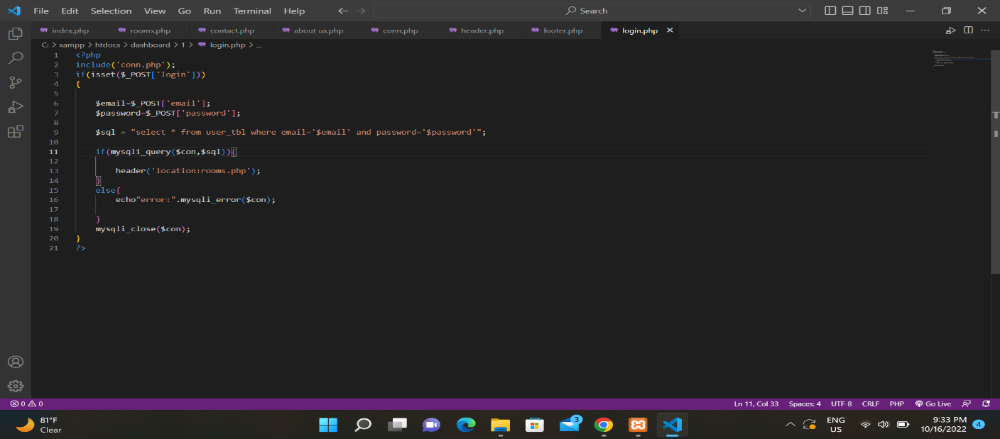 File Edit Selection View Go Run Terminal Help
Search
index.php rooms.php contact.php about us.php conn.php header.php footer.php login.php
C: > xampp > htdocs > dashboard > 1 > login.php > ...
1 <?php
2 include('conn.php');
3 if(isset($_POST['login']))
4 {
5
6 $email=$_POST['email'];
7 $password=$_POST['password'];
8
9 $sql = "select * from user_tbl where email='$email' and password='$password'";
10
11 if(mysqli_query($con,$sql)){
12
13 header('location:rooms.php');
14 }
15 else{
16 echo"error:".mysqli_error($con);
17
18 }
19 mysqli_close($con);
20 }
21 ?>
0 0 Ln 11, Col 33 Spaces: 4 UTF-8 CRLF PHP Go Live
81°F
Clear
3
ENG
US
9:33 PM
10/16/2022
4